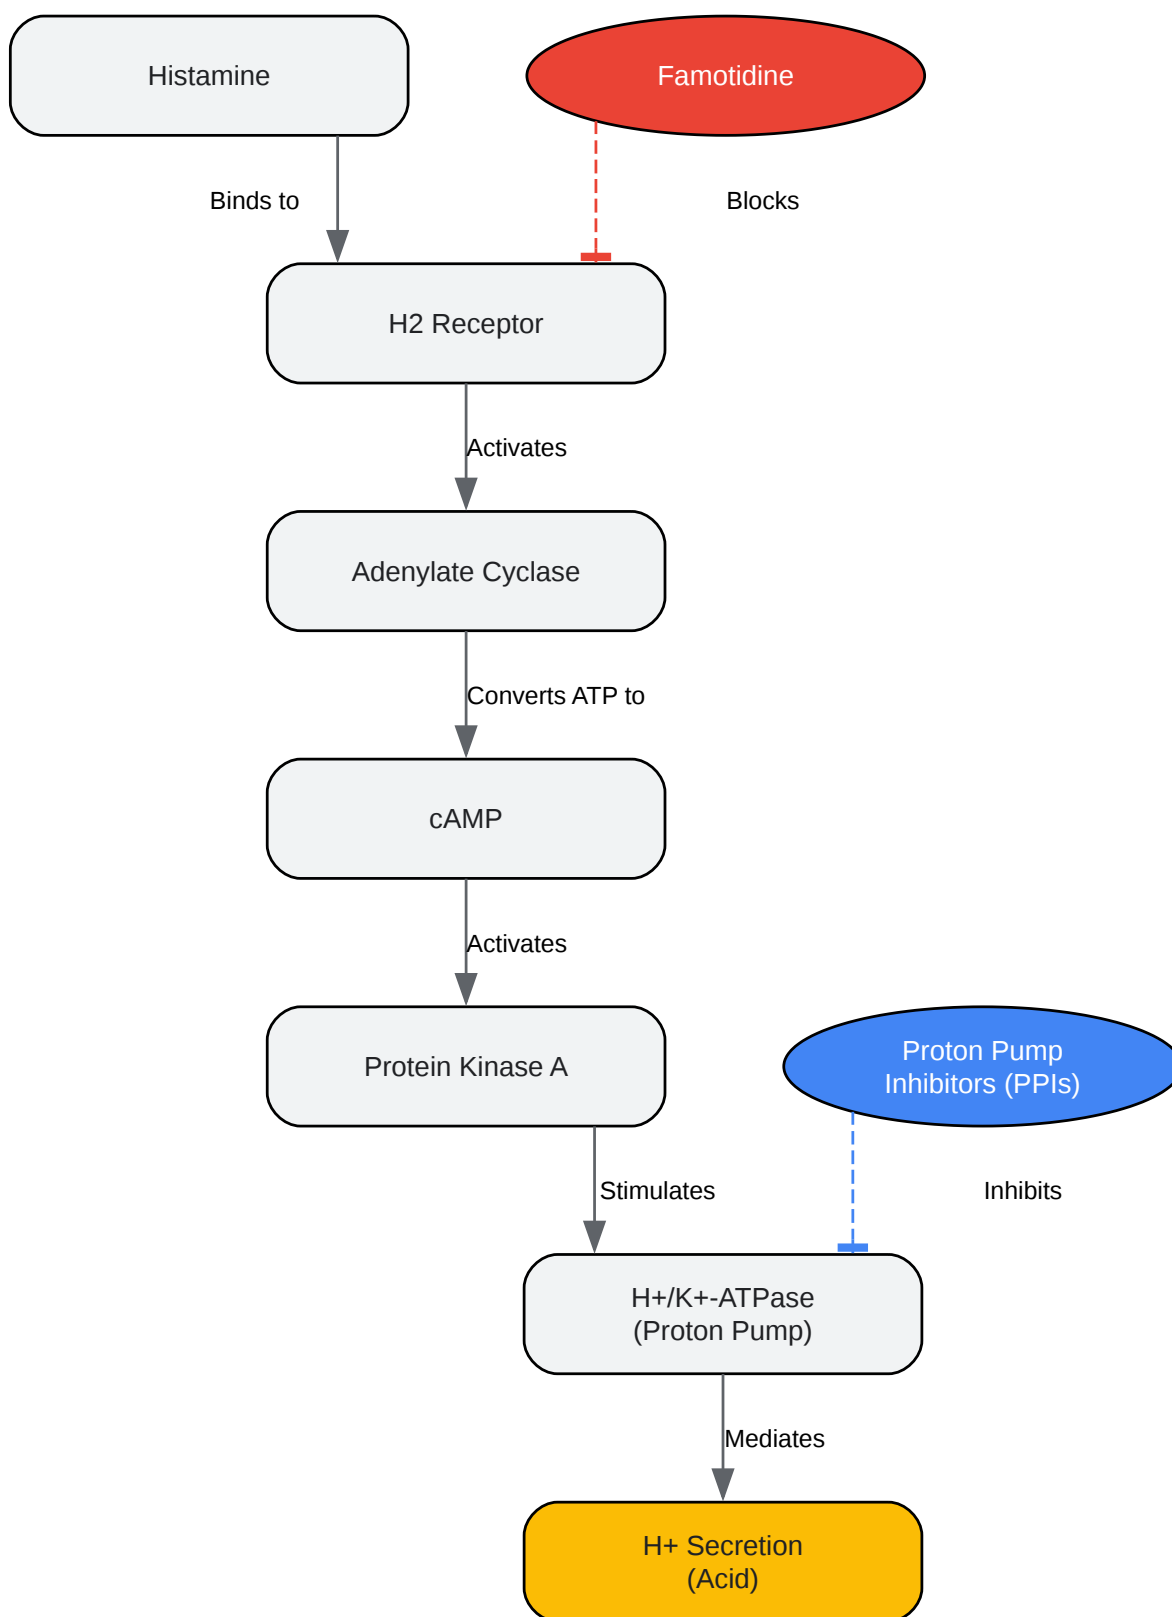 Histamine
Famotidine
Binds to
Blocks
H2 Receptor
Activates
Adenylate Cyclase
Converts ATP to
cAMP
Activates
Protein Kinase A
Proton Pump
Inhibitors (PPIs)
Stimulates
Inhibits
H+/K+-ATPase
(Proton Pump)
Mediates
H+ Secretion
(Acid)